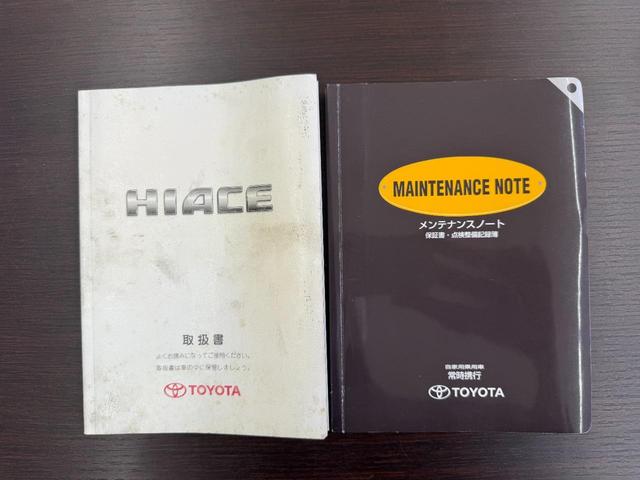 HIACE
取扱書
よくお読みになってご使用ください。
取扱書は車の中に保管しましょう。
TOYOTA
MAINTENANCE NOTE
メンテナンスノート
保証書・点検整備記録簿
自家用乗用車
常時携行
TOYOTA